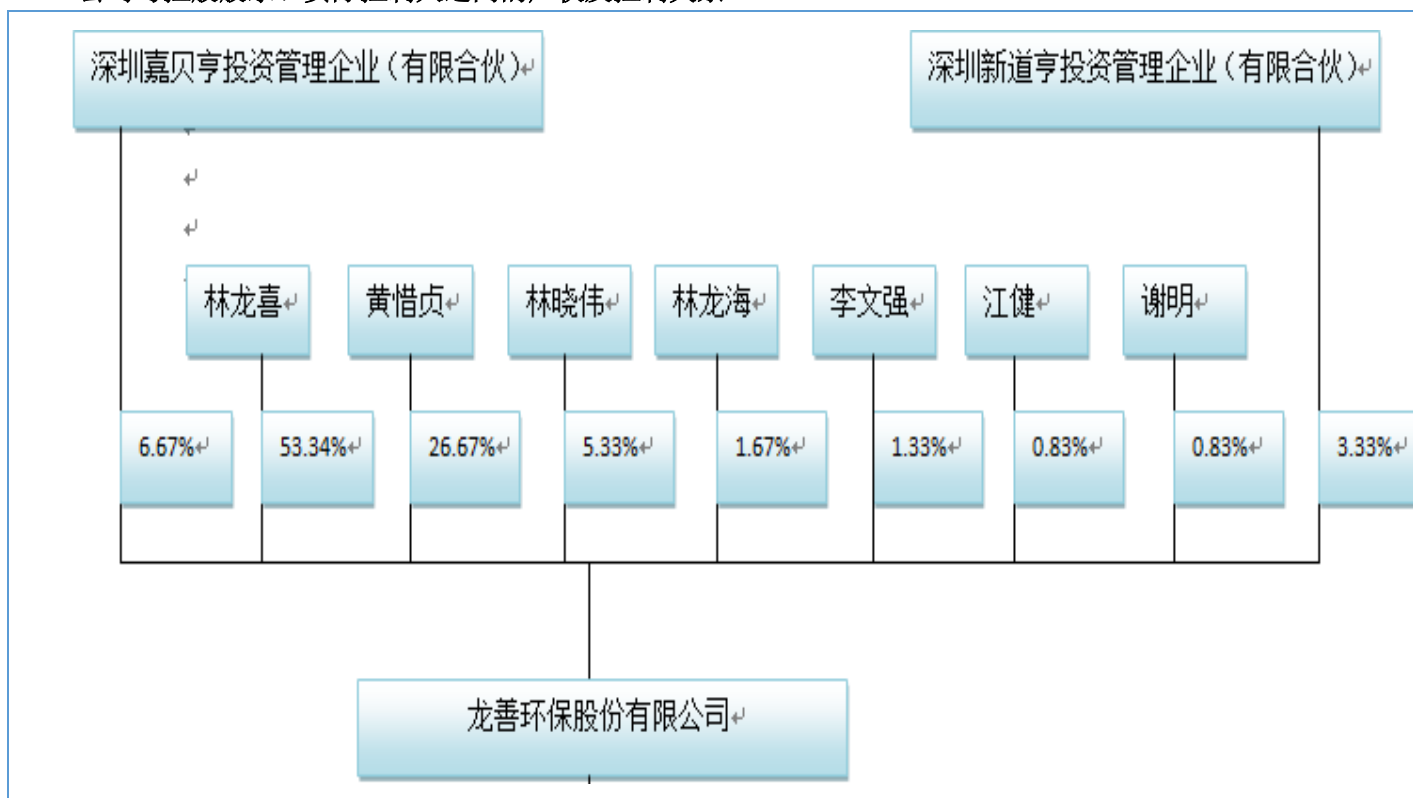 深圳嘉贝亨投资管理企业（有限合伙）
深圳新道亨投资管理企业（有限合伙）
林龙喜
黄惜贞
林晓伟
林龙海
李文强
江健
谢明
6.67%
53.34%
26.67%
5.33%
1.67%
1.33%
0.83%
0.83%
3.33%
龙善环保股份有限公司